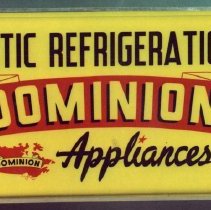 TIC REFRIGERATIO
DOMINION
DOMINION Appliances